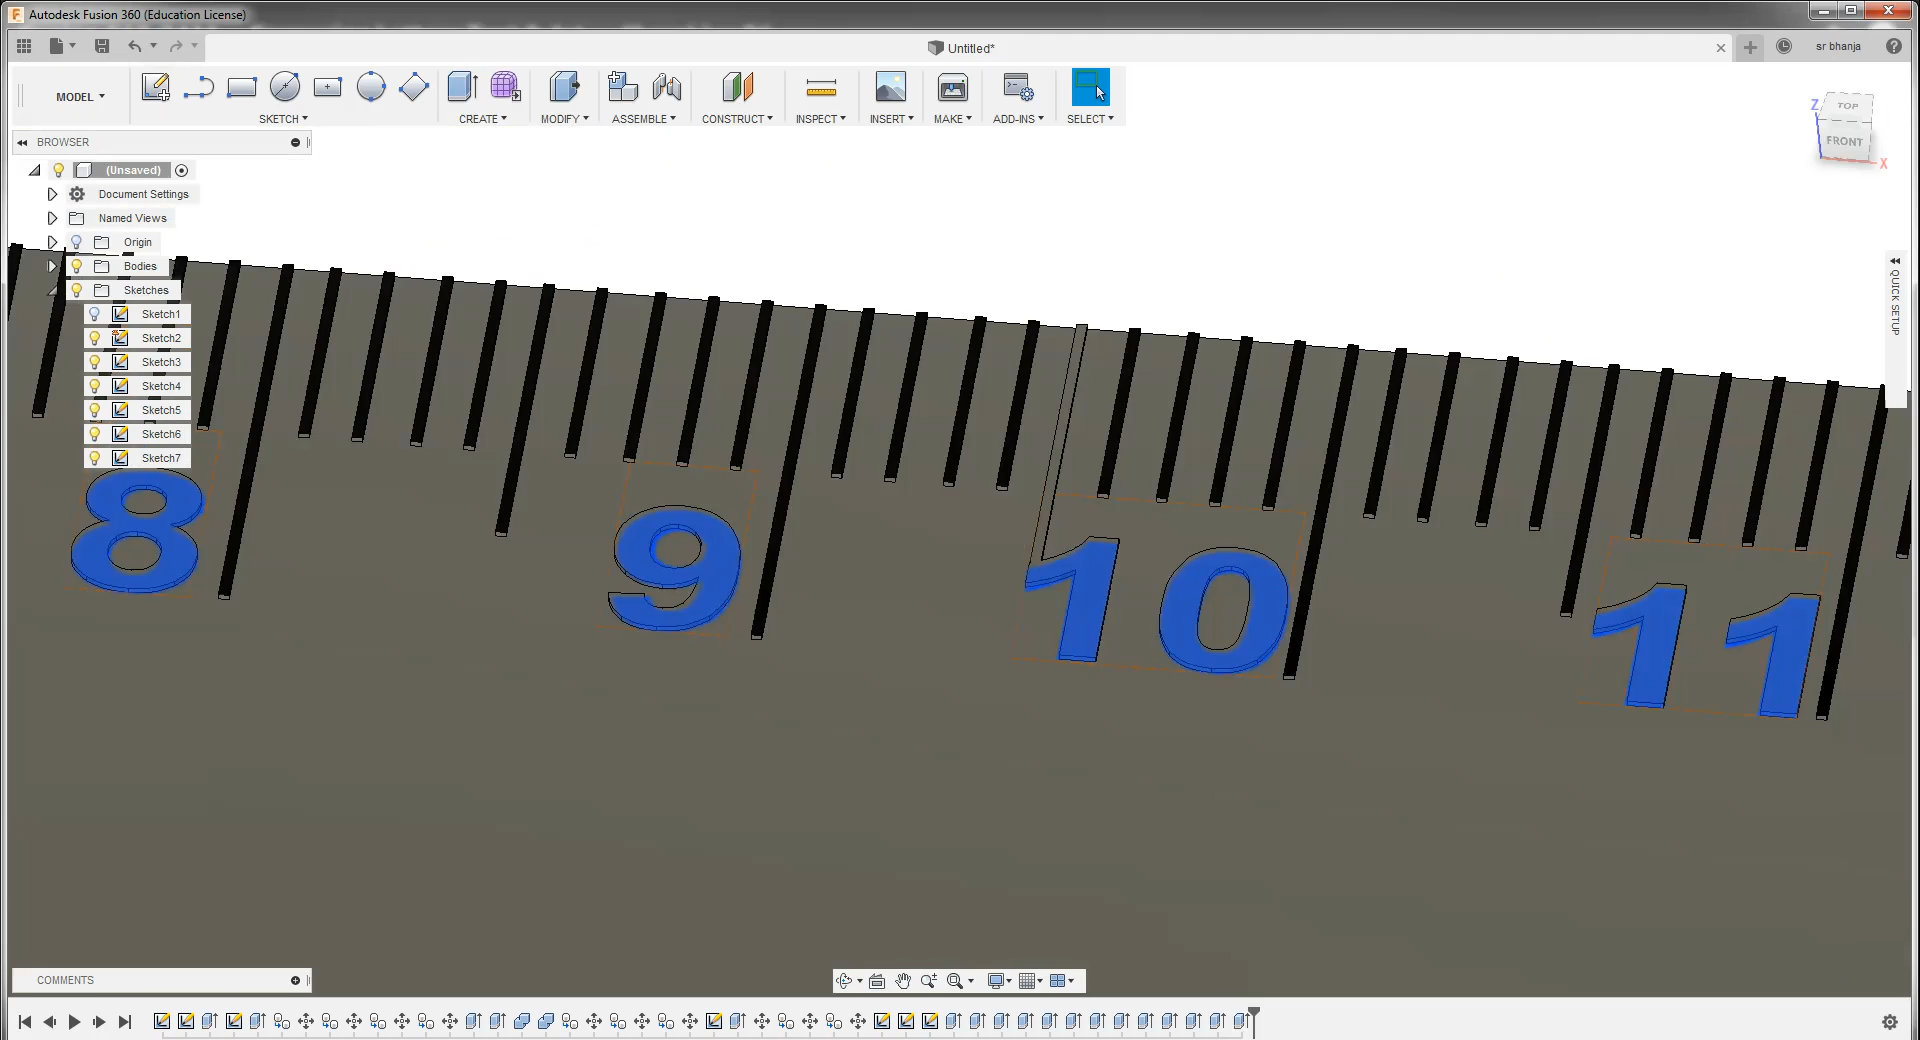 Autodesk Fusion 360 (Education License)
Untitled*
sr bhanja
MODEL
SKETCH
CREATE
MODIFY
ASSEMBLE
CONSTRUCT
INSPECT
INSERT
MAKE
ADD-INS
SELECT
TOP
FRONT
Z
X
BROWSER
(Unsaved)
Document Settings
Named Views
Origin
Bodies
Sketches
Sketch1
Sketch2
Sketch3
Sketch4
Sketch5
Sketch6
Sketch7
QUICK SETUP
8
9
10
11
COMMENTS